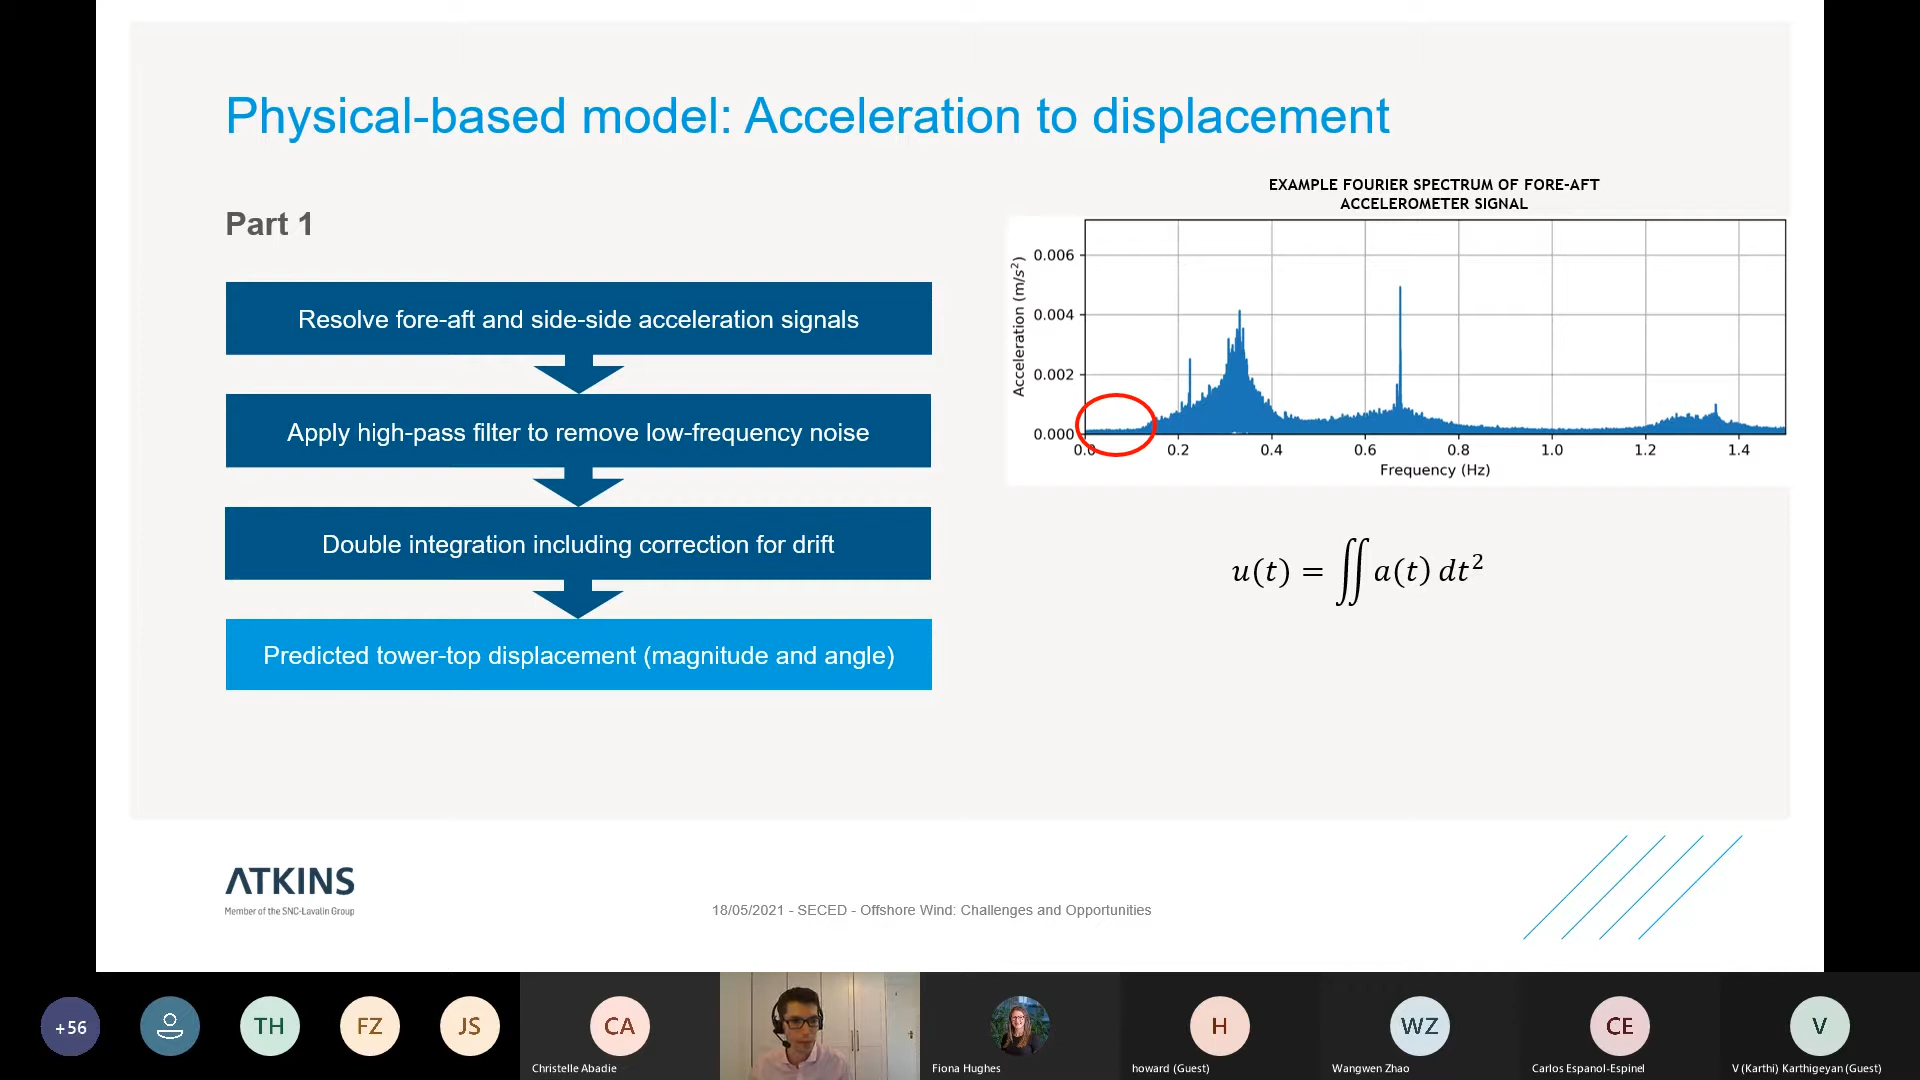 Physical-based model: Acceleration to displacement
Part 1
Resolve fore-aft and side-side acceleration signals
Apply high-pass filter to remove low-frequency noise
Double integration including correction for drift
Predicted tower-top displacement (magnitude and angle)
EXAMPLE FOURIER SPECTRUM OF FORE-AFT
ACCELEROMETER SIGNAL
Acceleration (m/s²)
0.006
0.004
0.002
0.000
0.0 0.2 0.4 0.6 0.8 1.0 1.2 1.4
Frequency (Hz)
u(t) = ∬ a(t) dt²
ATKINS
Member of the SNC-Lavalin Group
18/05/2021 - SECED - Offshore Wind: Challenges and Opportunities
+56
TH
FZ
JS
CA
Christelle Abadie
Fiona Hughes
H
howard (Guest)
WZ
Wangwen Zhao
CE
Carlos Espanol-Espinel
V
V (Karthi) Karthigeyan (Guest)